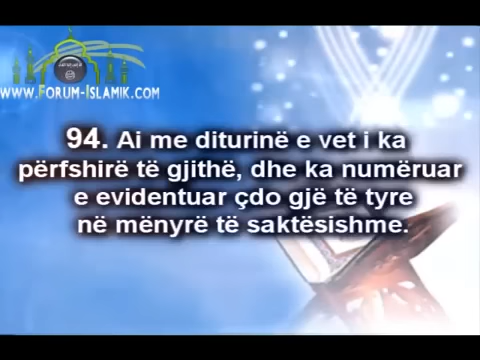 www.Forum-Islamik.com
94. Ai me diturinë e vet i ka
përfshirë të gjithë, dhe ka numëruar
e evidentuar çdo gjë të tyre
në mënyrë të saktësishme.